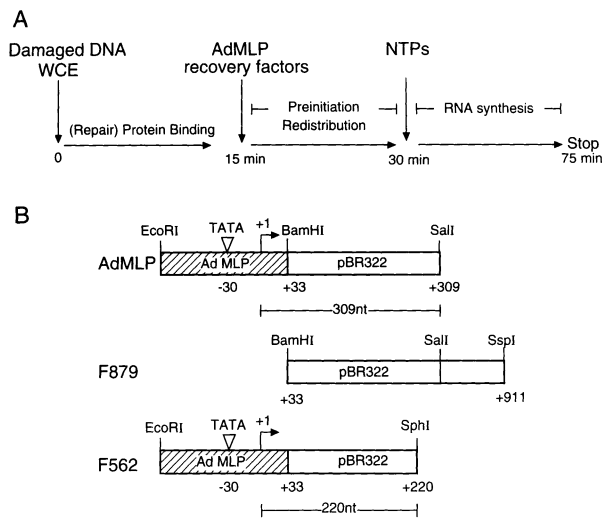 A
Damaged DNA
WCE
AdMLP
recovery factors
NTPs
(Repair) Protein Binding
Preinitiation
Redistribution
RNA synthesis
0
15 min
30 min
Stop
75 min
B
EcoRI
TATA
+1
BamHI
SalI
AdMLP
Ad MLP
pBR322
-30
+33
+309
309nt
BamHI
SalI
SspI
F879
pBR322
+33
+911
EcoRI
TATA
+1
SphI
F562
Ad MLP
pBR322
-30
+33
+220
220nt